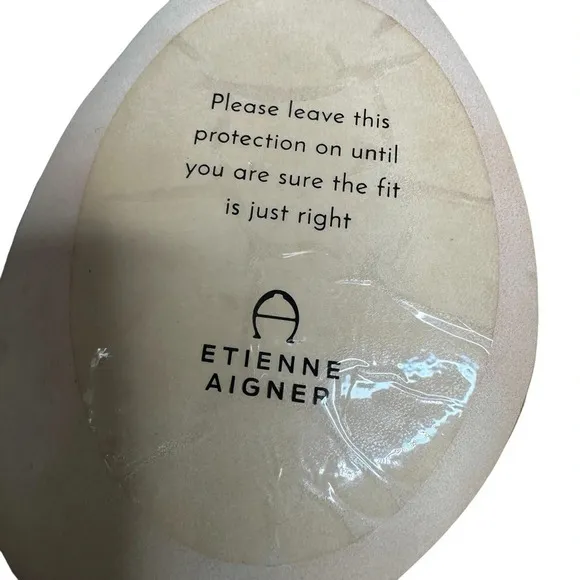 Please leave this
protection on until
you are sure the fit
is just right
ETIENNE
AIGNER